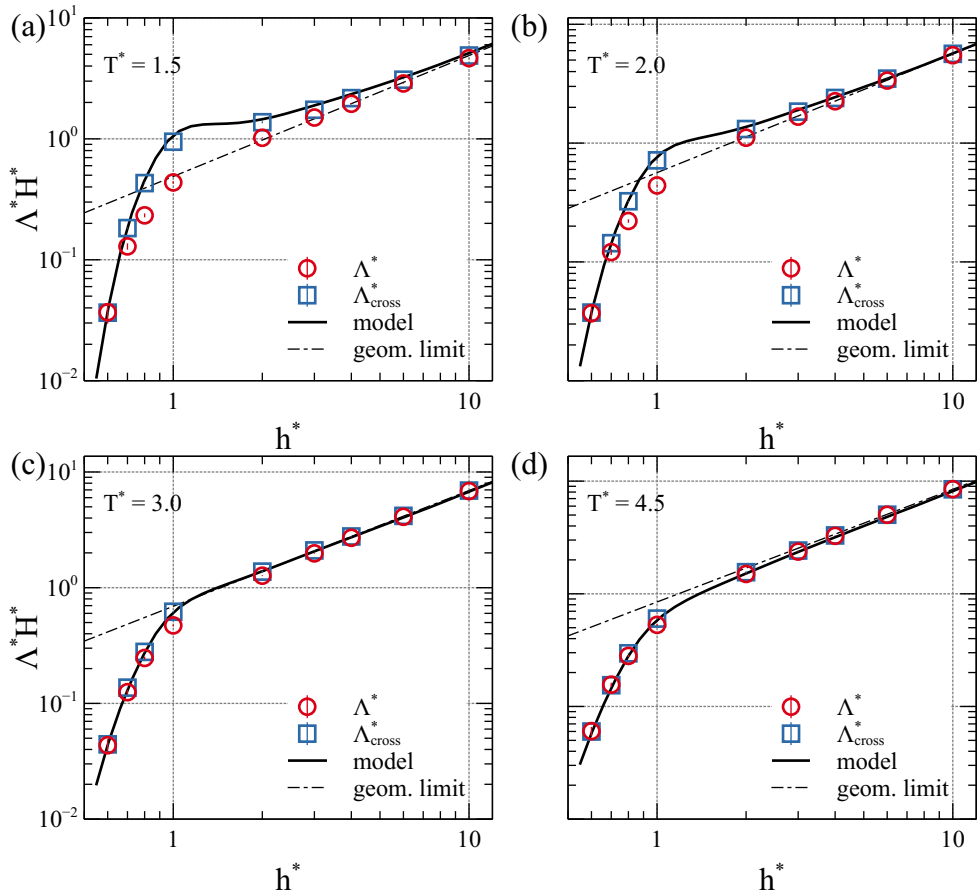 (a)
T* = 1.5
10^1
10^0
10^−1
10^−2
Λ*H*
Λ*
Λ*cross
model
geom. limit
1
10
h*
(b)
T* = 2.0
Λ*
Λ*cross
model
geom. limit
1
10
h*
(c)
T* = 3.0
10^1
10^0
10^−1
10^−2
Λ*H*
Λ*
Λ*cross
model
geom. limit
1
10
h*
(d)
T* = 4.5
Λ*
Λ*cross
model
geom. limit
1
10
h*